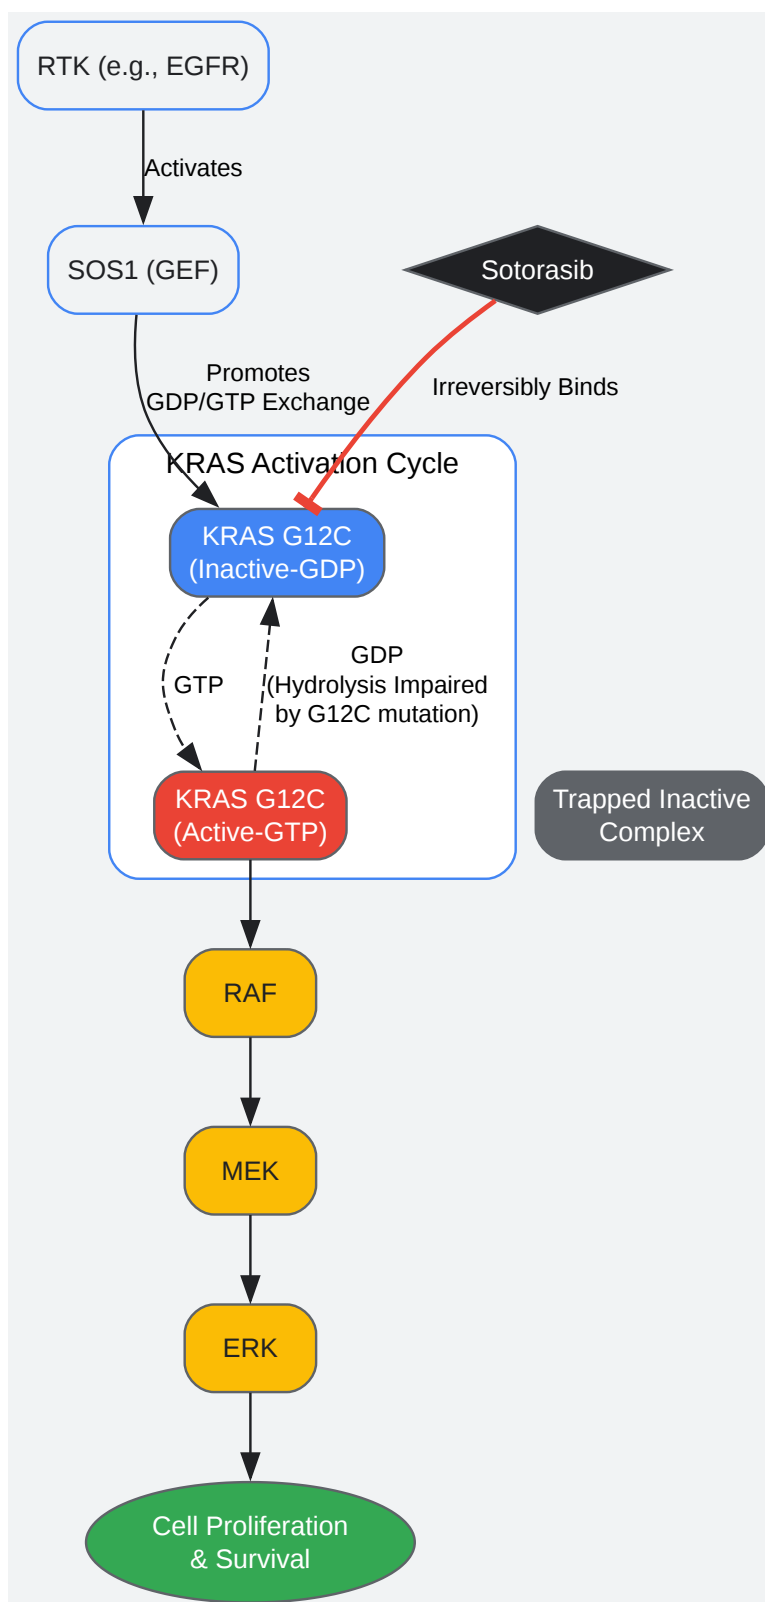 RTK (e.g., EGFR)
Activates
SOS1 (GEF)
Sotorasib
Promotes
GDP/GTP Exchange
Irreversibly Binds
KRAS Activation Cycle
KRAS G12C
(Inactive-GDP)
GTP
GDP
(Hydrolysis Impaired
by G12C mutation)
KRAS G12C
(Active-GTP)
Trapped Inactive
Complex
RAF
MEK
ERK
Cell Proliferation
& Survival